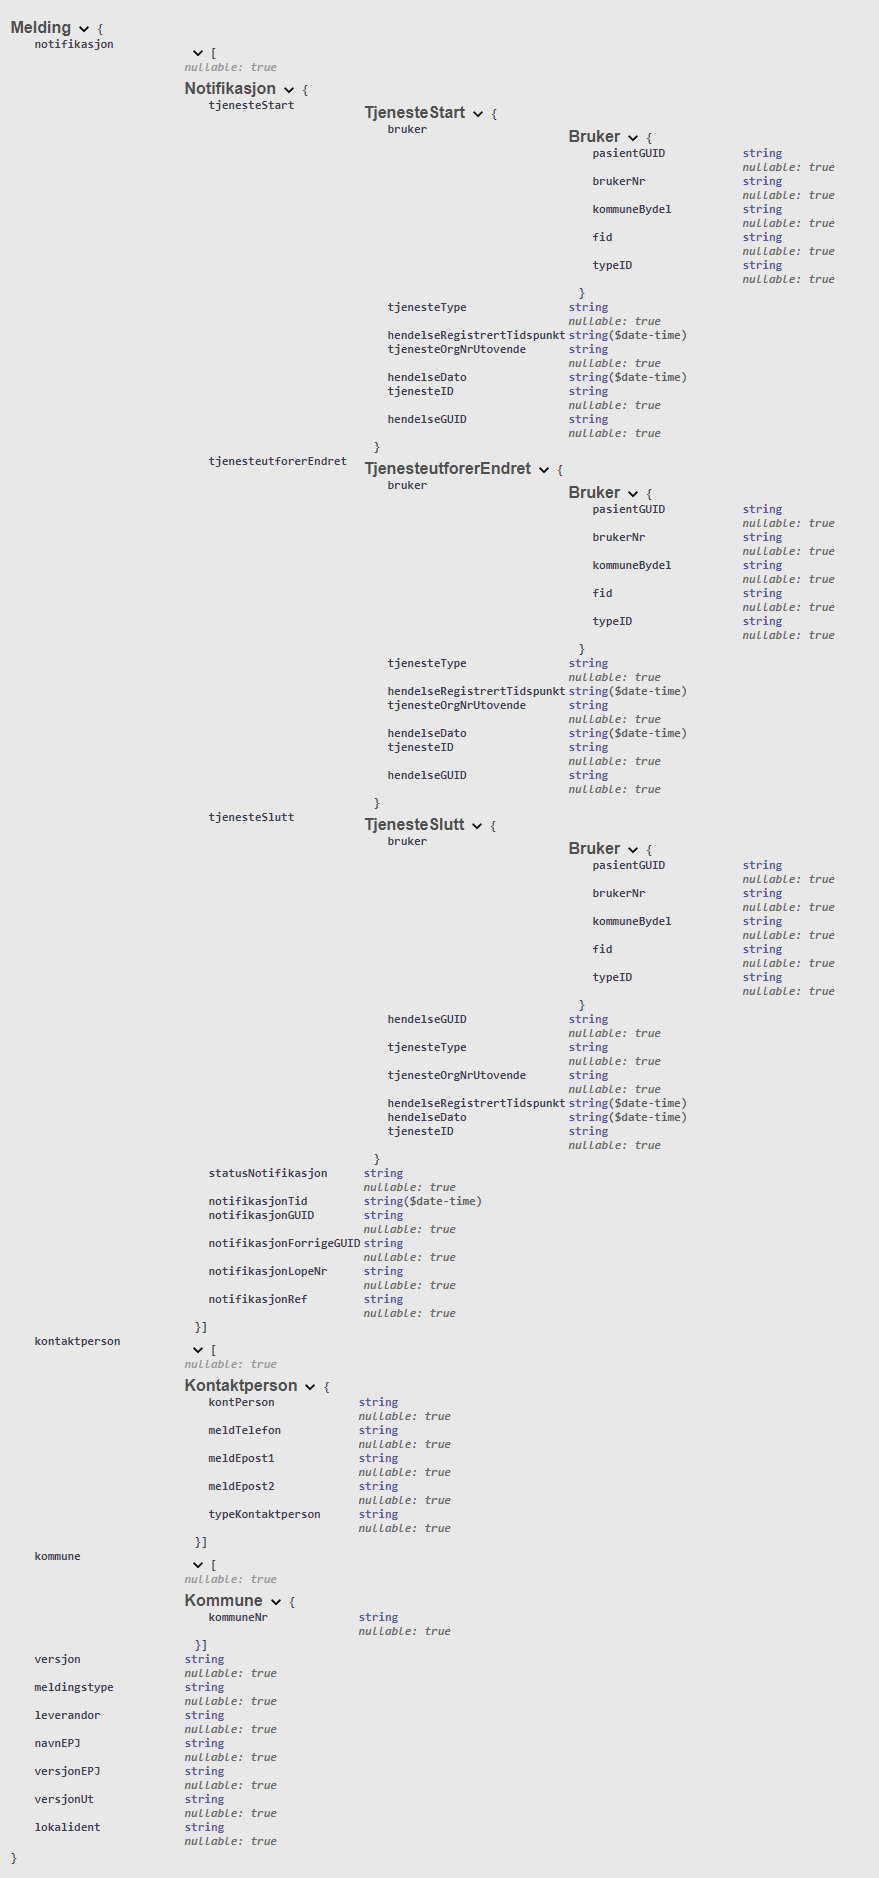 Melding {
notifikasjon
[
nullable: true
Notifikasjon {
tjenesteStart
TjenesteStart {
bruker
Bruker {
pasientGUID string
nullable: true
brukerNr string
nullable: true
kommuneBydel string
nullable: true
fid string
nullable: true
typeID string
nullable: true
}
tjenesteType string
nullable: true
hendelseRegistrertTidspunkt string($date-time)
tjenesteOrgNrUtovende string
nullable: true
hendelseDato string($date-time)
tjenesteID string
nullable: true
hendelseGUID string
nullable: true
}
tjenesteutforerEndret
TjenesteutforerEndret {
bruker
Bruker {
pasientGUID string
nullable: true
brukerNr string
nullable: true
kommuneBydel string
nullable: true
fid string
nullable: true
typeID string
nullable: true
}
tjenesteType string
nullable: true
hendelseRegistrertTidspunkt string($date-time)
tjenesteOrgNrUtovende string
nullable: true
hendelseDato string($date-time)
tjenesteID string
nullable: true
hendelseGUID string
nullable: true
}
tjenesteSlutt
TjenesteSlutt {
bruker
Bruker {
pasientGUID string
nullable: true
brukerNr string
nullable: true
kommuneBydel string
nullable: true
fid string
nullable: true
typeID string
nullable: true
}
hendelseGUID string
nullable: true
tjenesteType string
nullable: true
tjenesteOrgNrUtovende string
nullable: true
hendelseRegistrertTidspunkt string($date-time)
hendelseDato string($date-time)
tjenesteID string
nullable: true
}
statusNotifikasjon string
nullable: true
notifikasjonTid string($date-time)
notifikasjonGUID string
nullable: true
notifikasjonForrigeGUID string
nullable: true
notifikasjonLopeNr string
nullable: true
notifikasjonRef string
nullable: true
}]
kontaktperson
[
nullable: true
Kontaktperson {
kontPerson string
nullable: true
meldTelefon string
nullable: true
meldEpost1 string
nullable: true
meldEpost2 string
nullable: true
typeKontaktperson string
nullable: true
}]
kommune
[
nullable: true
Kommune {
kommuneNr string
nullable: true
}]
versjon string
nullable: true
meldingstype string
nullable: true
leverandor string
nullable: true
navnEPJ string
nullable: true
versjonEPJ string
nullable: true
versjonUt string
nullable: true
lokalident string
nullable: true
}